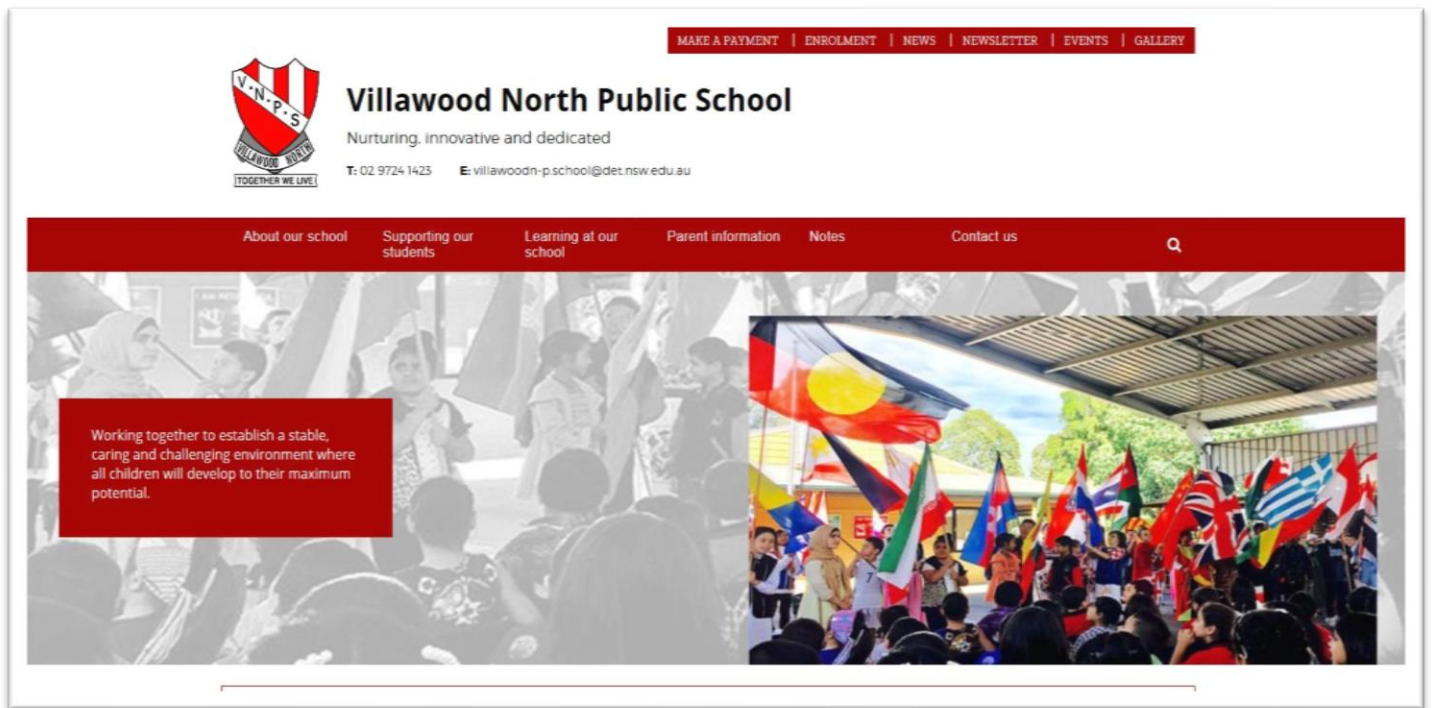 MAKE A PAYMENT | ENROLMENT | NEWS | NEWSLETTER | EVENTS | GALLERY
V.N.P.S
VILLAWOOD NORTH
TOGETHER WE LIVE
Villawood North Public School
Nurturing, innovative and dedicated
T: 02 9724 1423 E: villawoodn-p.school@det.nsw.edu.au
About our school
Supporting our
students
Learning at our
school
Parent information
Notes
Contact us
Working together to establish a stable,
caring and challenging environment where
all children will develop to their maximum
potential.